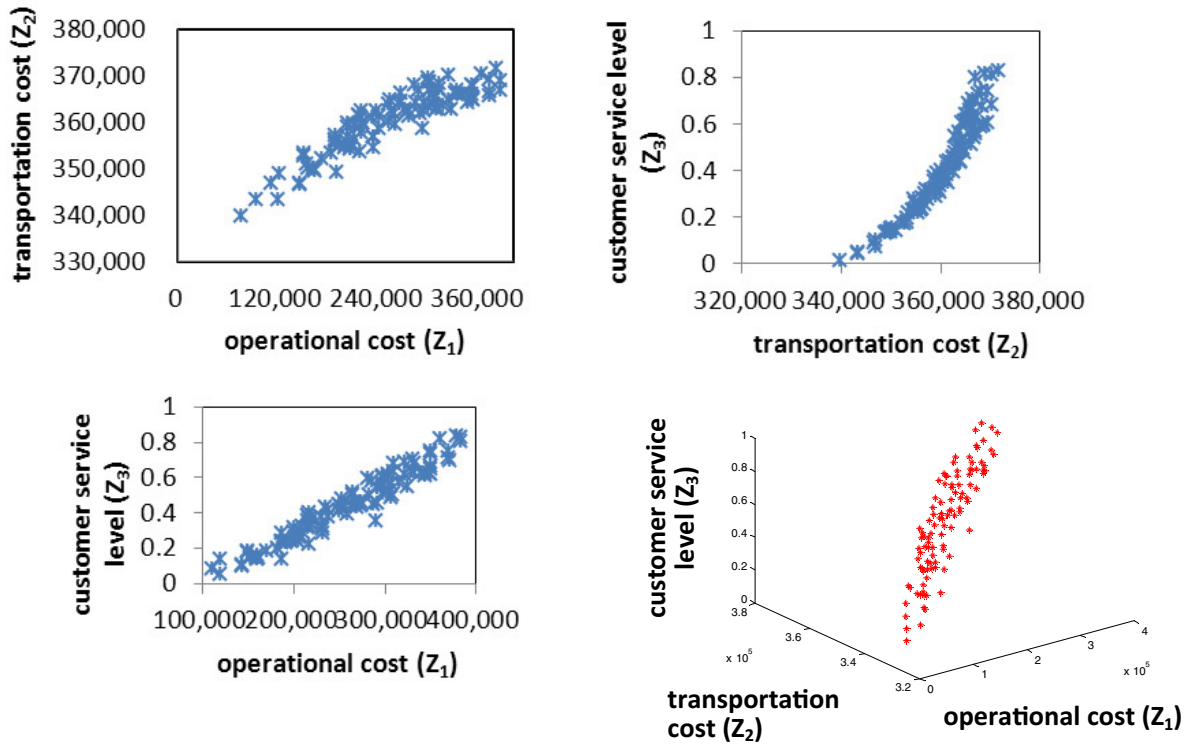 transportation cost (Z2)
380,000
370,000
360,000
350,000
340,000
330,000
0 120,000 240,000 360,000
operational cost (Z1)
customer service level
(Z3)
1
0.8
0.6
0.4
0.2
0
320,000 340,000 360,000 380,000
transportation cost (Z2)
customer service
level (Z3)
1
0.8
0.6
0.4
0.2
0
100,000 200,000 300,000 400,000
operational cost (Z1)
customer service
level (Z3)
1
0.8
0.6
0.4
0.2
0
3.8
3.6
3.4
3.2
x 10⁵
transportation
cost (Z2)
0
1
2
3
4
x 10⁵
operational cost (Z1)